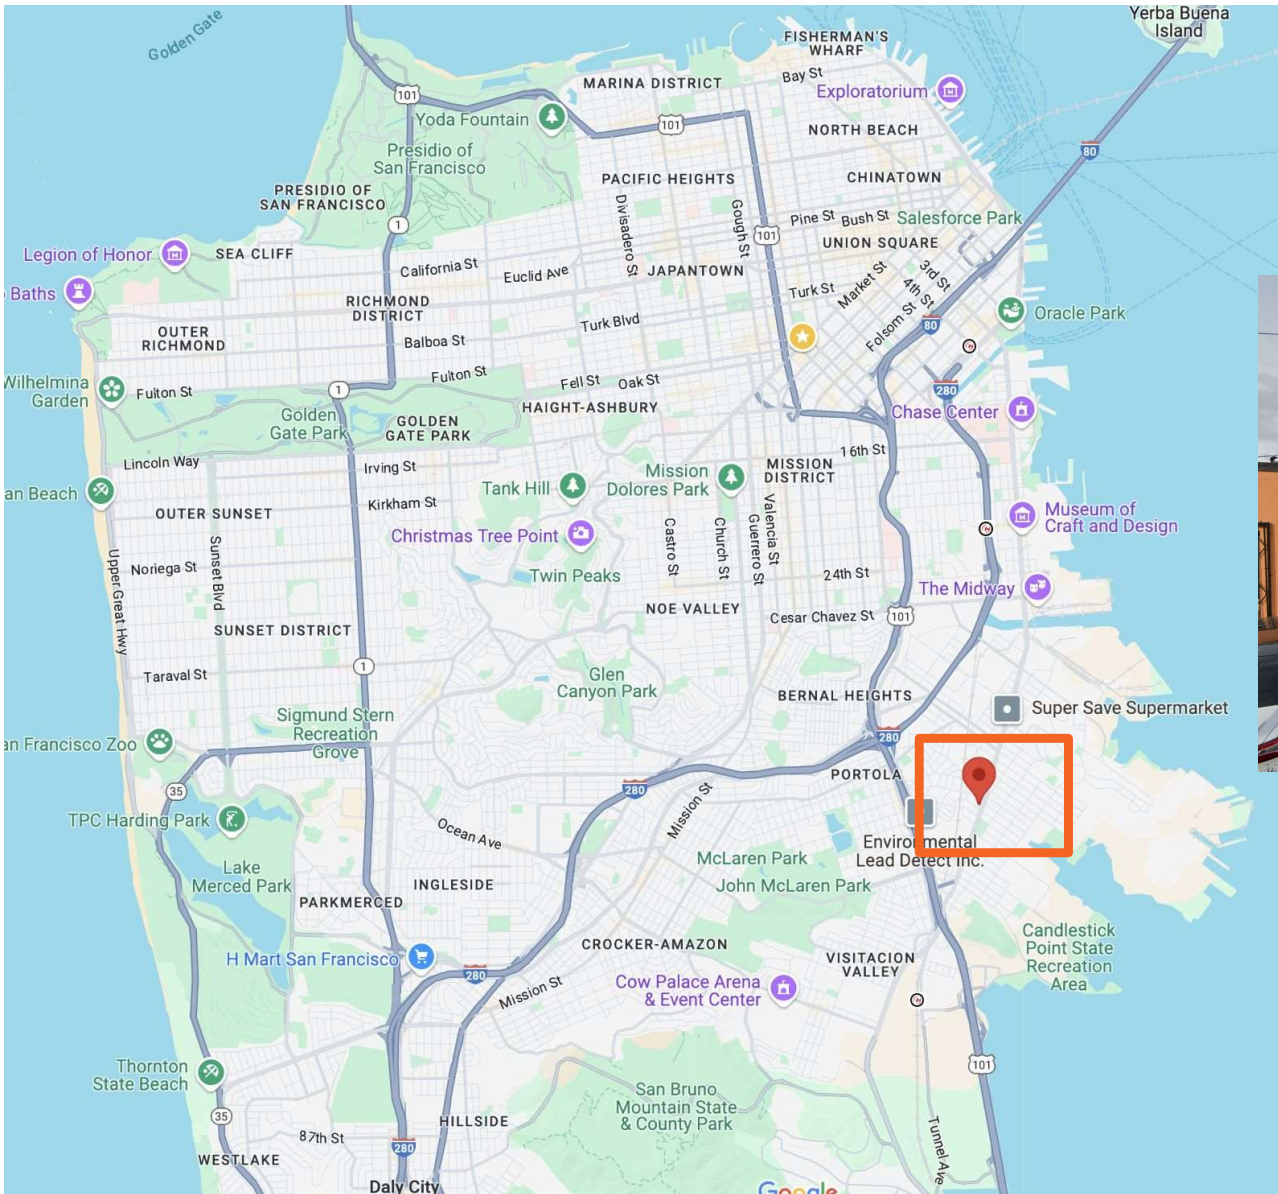 Golden Gate
Yerba Buena
Island
FISHERMAN'S
WHARF
MARINA DISTRICT
Bay St
Exploratorium
101
Yoda Fountain
101
NORTH BEACH
80
Presidio of
San Francisco
PACIFIC HEIGHTS
CHINATOWN
PRESIDIO OF
SAN FRANCISCO
Divisadero St
Gough St
1
101
Pine St
Bush St
Salesforce Park
UNION SQUARE
Legion of Honor
SEA CLIFF
California St
Euclid Ave
JAPANTOWN
Baths
Turk St
Market St
3rd St
4th St
Folsom St
RICHMOND
DISTRICT
Turk Blvd
80
Oracle Park
OUTER
RICHMOND
Balboa St
Wilhelmina
Garden
Fulton St
1
Fulton St
Fell St
Oak St
280
HAIGHT-ASHBURY
Chase Center
Golden
Gate Park
GOLDEN
GATE PARK
Lincoln Way
Irving St
16th St
MISSION
DISTRICT
Mission
Dolores Park
an Beach
Tank Hill
Kirkham St
OUTER SUNSET
Museum of
Craft and Design
Christmas Tree Point
Upper Great Hwy
Sunset Blvd
Castro St
Church St
Guerrero St
Valencia St
Noriega St
Twin Peaks
24th St
The Midway
NOE VALLEY
Cesar Chavez St
101
SUNSET DISTRICT
1
Taraval St
Glen
Canyon Park
BERNAL HEIGHTS
Super Save Supermarket
Sigmund Stern
Recreation
Grove
280
an Francisco Zoo
35
280
PORTOLA
Mission St
TPC Harding Park
Ocean Ave
Environmental
Lead Detect Inc.
Lake
Merced Park
McLaren Park
INGLESIDE
John McLaren Park
PARKMERCED
CROCKER-AMAZON
Candlestick
Point State
Recreation
Area
H Mart San Francisco
280
VISITACION
VALLEY
Mission St
Cow Palace Arena
& Event Center
Thornton
State Beach
101
San Bruno
Mountain State
& County Park
35
87th St
HILLSIDE
280
Tunnel Ave
WESTLAKE
Daly City
Google